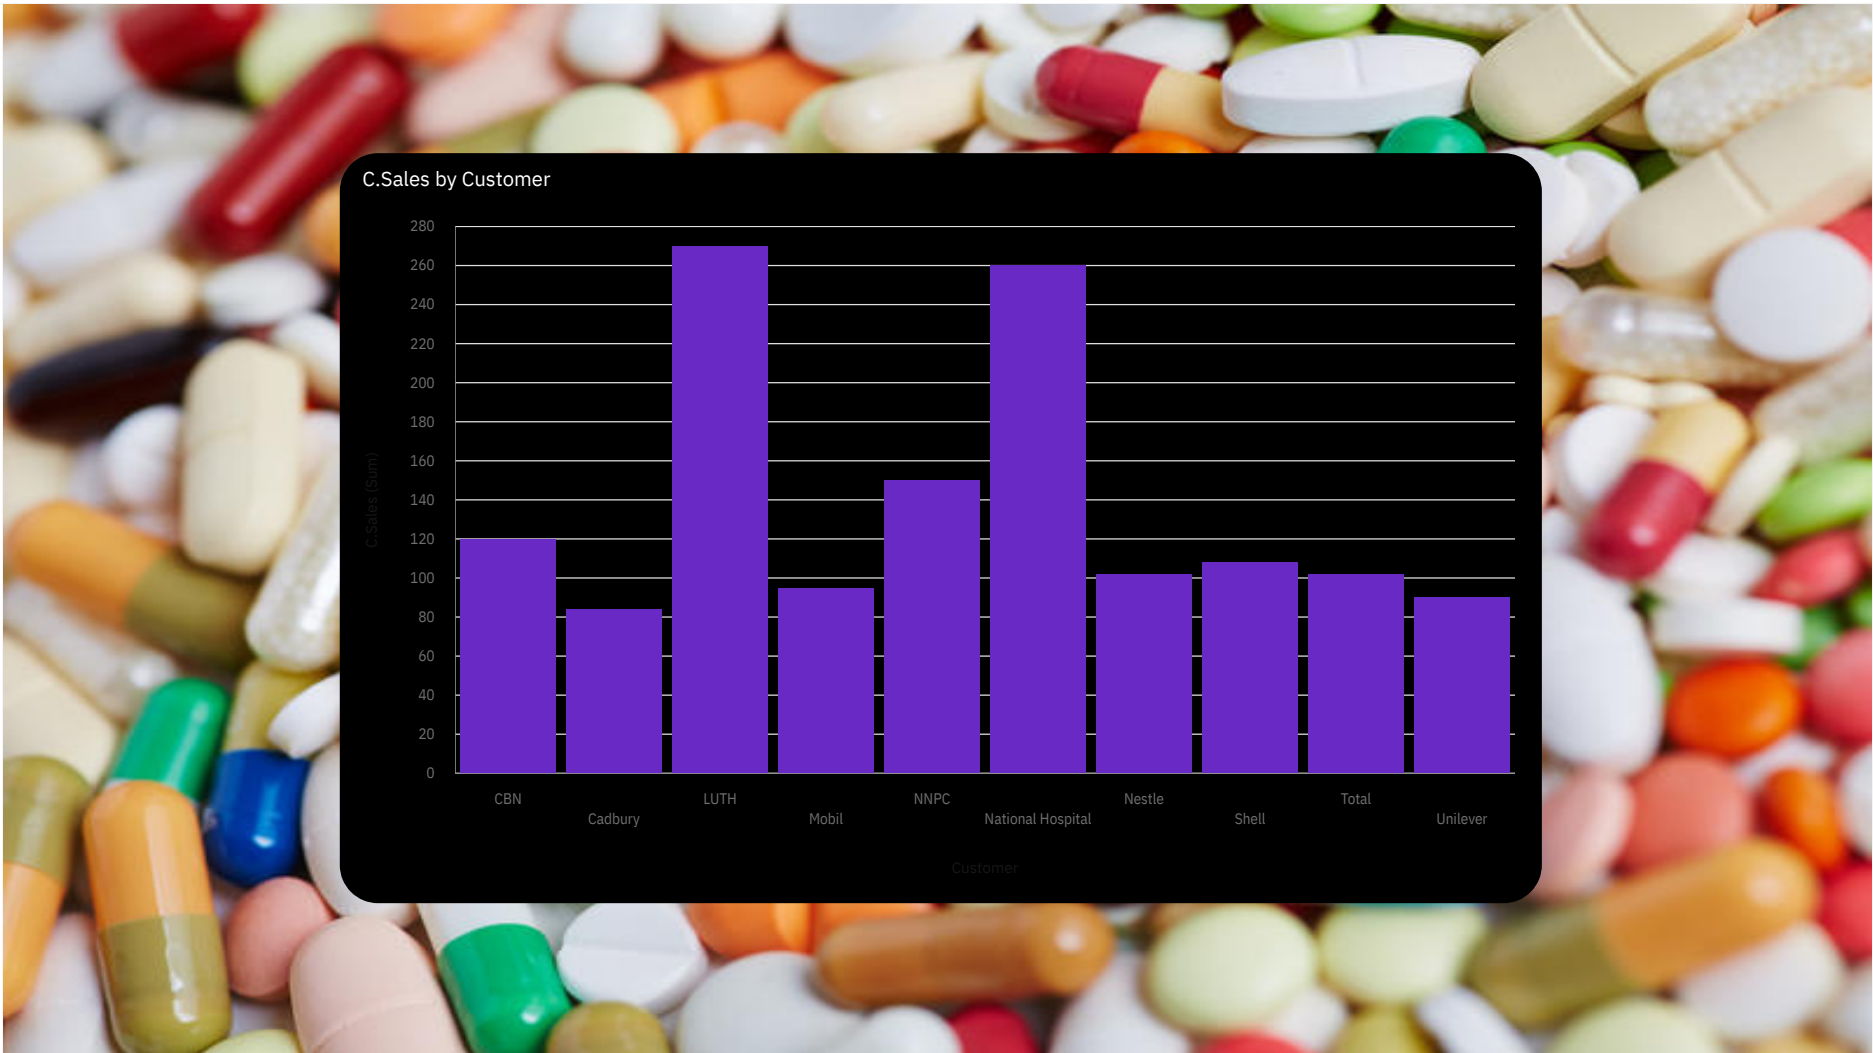 C.Sales by Customer
280
260
240
220
200
180
160
140
120
100
80
60
40
20
0
C.Sales (Sum)
CBN
Cadbury
LUTH
Mobil
NNPC
National Hospital
Nestle
Shell
Total
Unilever
Customer